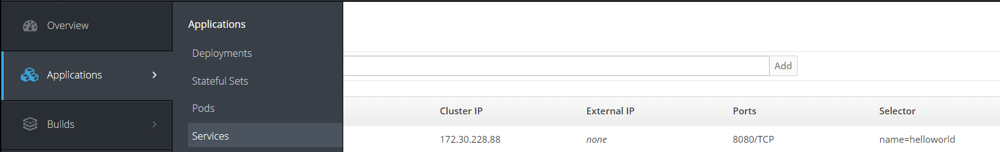 Overview
Applications
Builds
Applications
Deployments
Stateful Sets
Pods
Services
Add
Cluster IP External IP Ports Selector
172.30.228.88 none 8080/TCP name=helloworld